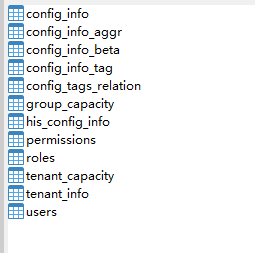 config_info
config_info_aggr
config_info_beta
config_info_tag
config_tags_relation
group_capacity
his_config_info
permissions
roles
tenant_capacity
tenant_info
users